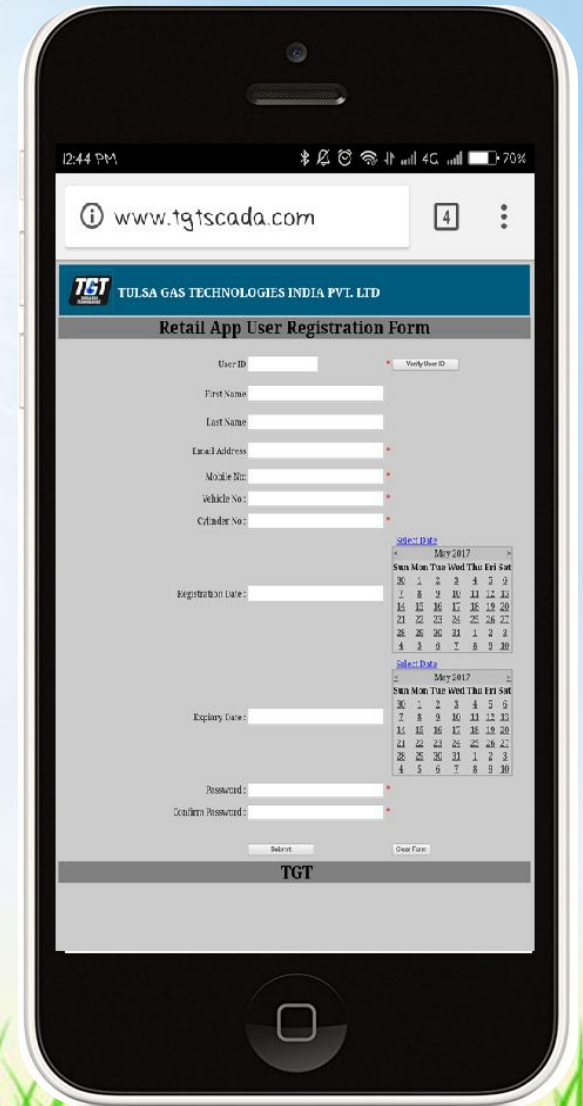 12:44 PM 4G 70%
www.tgtscada.com 4
TGT TULSA GAS TECHNOLOGIES INDIA PVT. LTD
Retail App User Registration Form
User ID * Verify User ID
First Name
Last Name
Email Address *
Mobile No: *
Vehicle No : *
Cylinder No : *
Select Date
< May 2017 >
Sun Mon Tue Wed Thu Fri Sat
30 1 2 3 4 5 6
7 8 9 10 11 12 13
14 15 16 17 18 19 20
Registration Date :
21 22 23 24 25 26 27
28 29 30 31 1 2 3
4 5 6 7 8 9 10
Select Date
< May 2017 >
Sun Mon Tue Wed Thu Fri Sat
30 1 2 3 4 5 6
7 8 9 10 11 12 13
Expiary Date :
14 15 16 17 18 19 20
21 22 23 24 25 26 27
28 29 30 31 1 2 3
4 5 6 7 8 9 10
Password : *
Confirm Password : *
Submit Clear Form
TGT